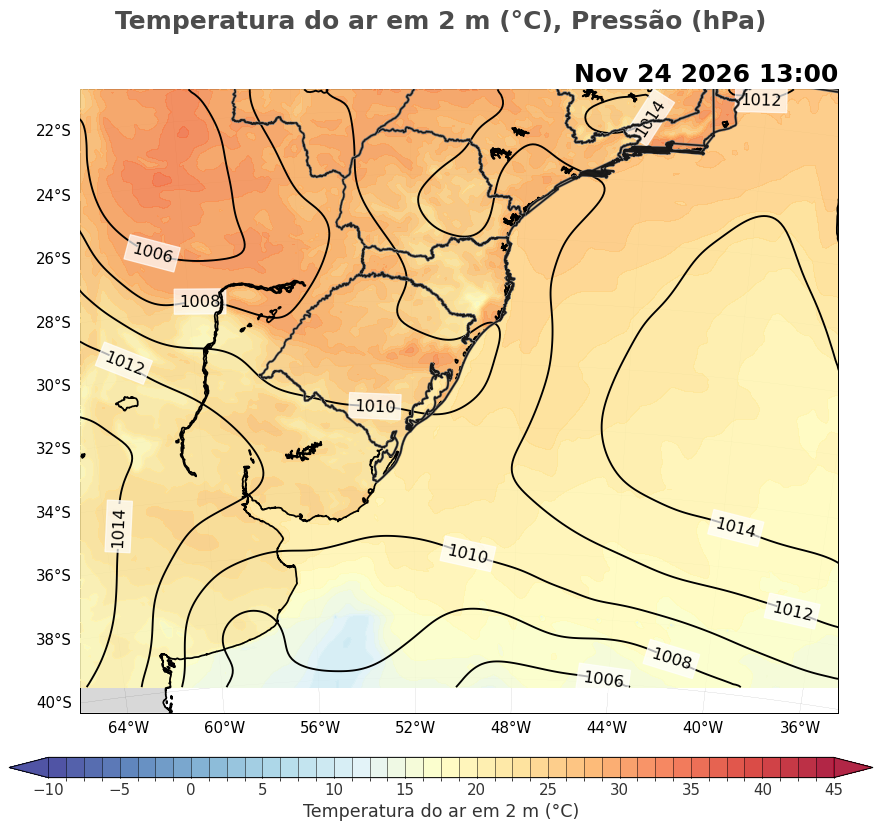 Temperatura do ar em 2 m (°C), Pressão (hPa)
Nov 24 2026 13:00
1012
1014
22°S
24°S
1006
26°S
1008
28°S
1012
30°S
1010
32°S
34°S
1014
1014
1010
36°S
1012
38°S
1008
1006
40°S
64°W 60°W 56°W 52°W 48°W 44°W 40°W 36°W
−10 −5 0 5 10 15 20 25 30 35 40 45
Temperatura do ar em 2 m (°C)